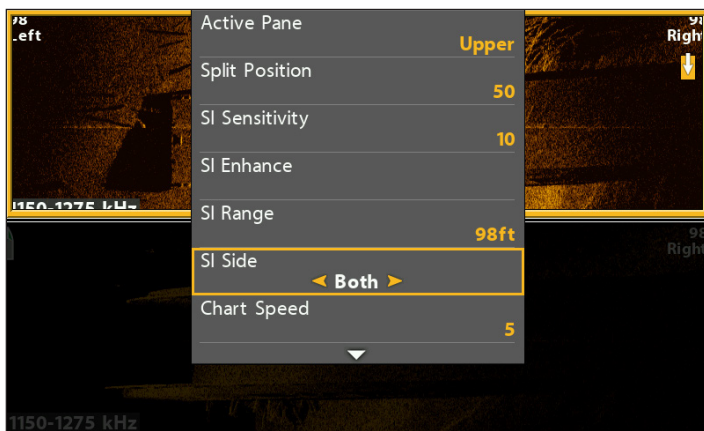 98
Left
Active Pane
Upper
Split Position
50
SI Sensitivity
10
SI Enhance
SI Range
98ft
SI Side
Both
Chart Speed
5
Right
1150-1275 kHz
98
Right
1150-1275 kHz